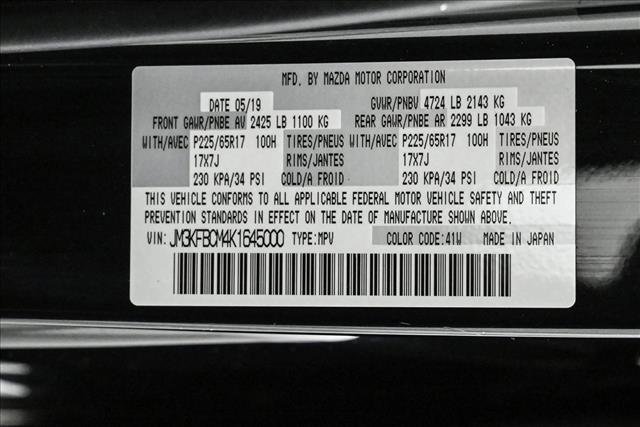 MFD. BY MAZDA MOTOR CORPORATION
DATE 05/19 GVWR/PNBV 4724 LB 2143 KG
FRONT GAWR/PNBE AV 2425 LB 1100 KG REAR GAWR/PNBE AR 2299 LB 1043 KG
WITH/AVEC P225/65R17 100H TIRES/PNEUS WITH/AVEC P225/65R17 100H TIRES/PNEUS
17X7J RIMS/JANTES 17X7J RIMS/JANTES
230 KPA/34 PSI COLD/A FROID 230 KPA/34 PSI COLD/A FROID
THIS VEHICLE CONFORMS TO ALL APPLICABLE FEDERAL MOTOR VEHICLE SAFETY AND THEFT
PREVENTION STANDARDS IN EFFECT ON THE DATE OF MANUFACTURE SHOWN ABOVE.
VIN: JM3KFBCM4K1645000 TYPE:MPV COLOR CODE:41W MADE IN JAPAN